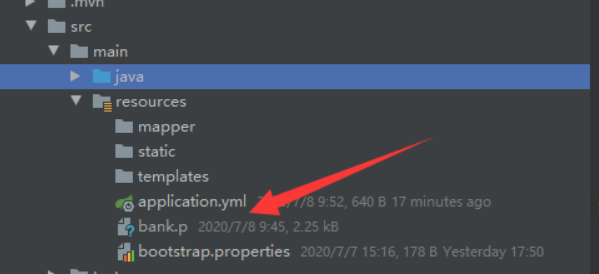 .mvn
src
main
java
resources
mapper
static
templates
application.yml /7/8 9:52, 640 B 17 minutes ago
bank.p 2020/7/8 9:45, 2.25 kB
bootstrap.properties 2020/7/7 15:16, 178 B Yesterday 17:50